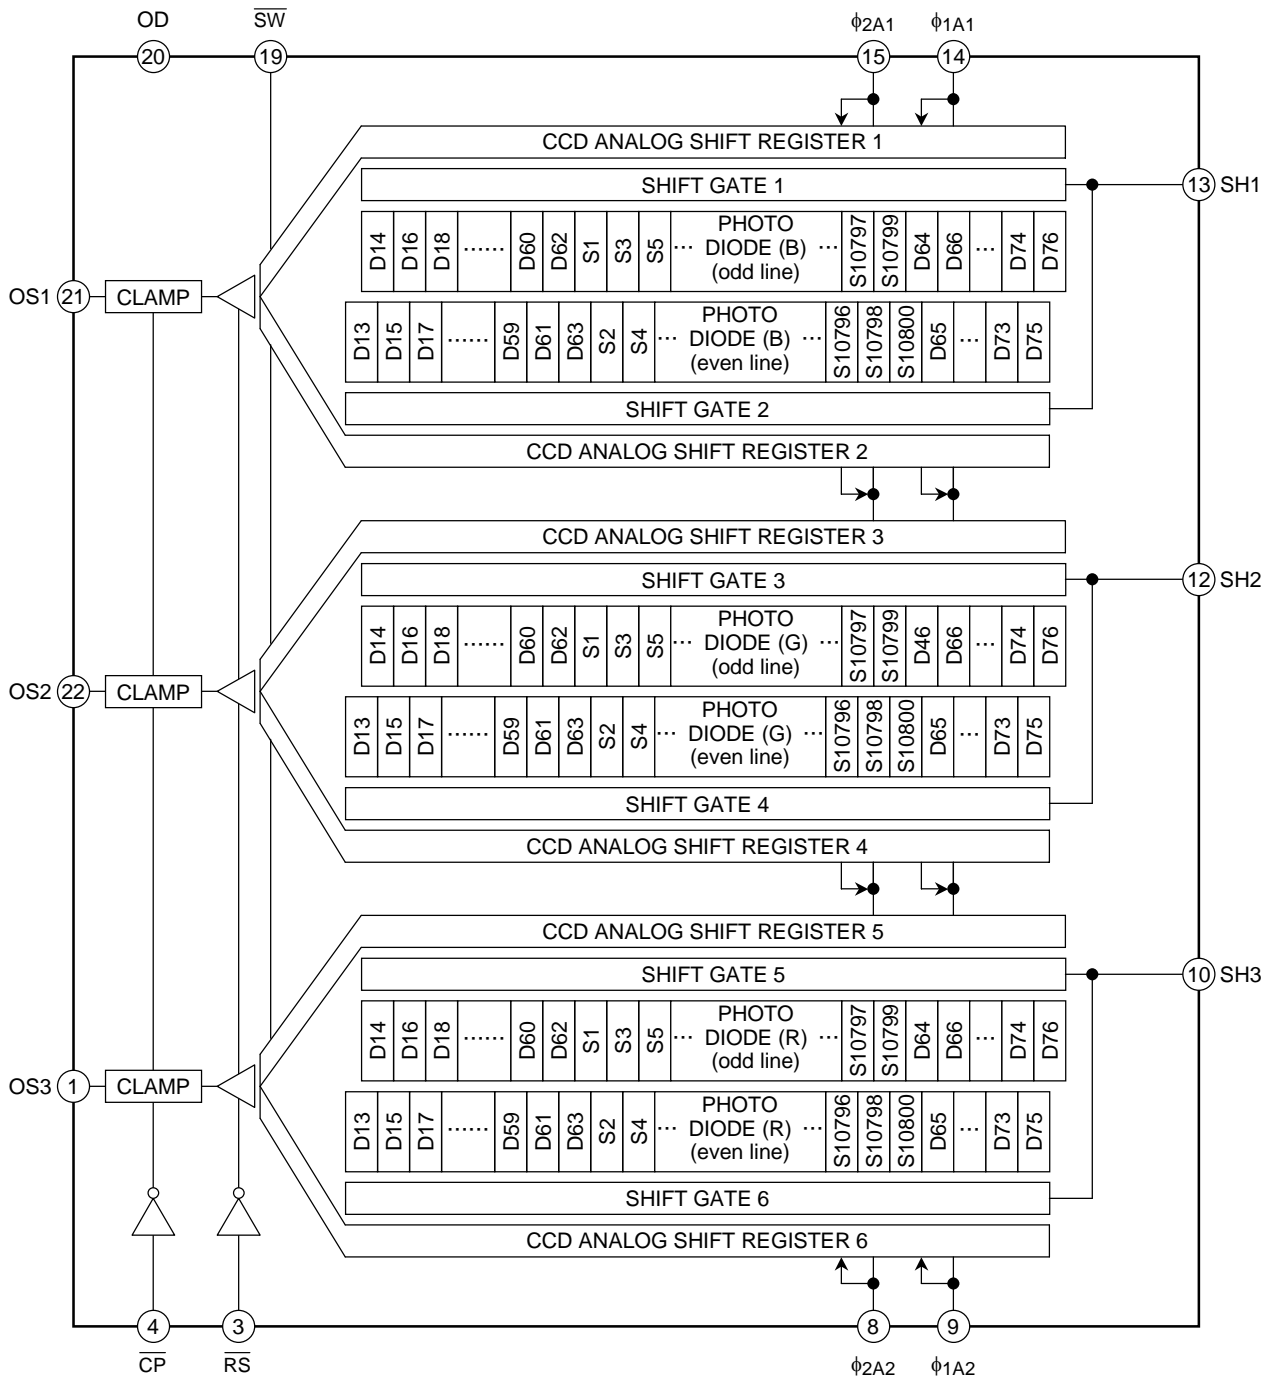 OD SW ϕ2A1 ϕ1A1
20 19 15 14
CCD ANALOG SHIFT REGISTER 1
SHIFT GATE 1
13 SH1
D14 D16 D18 ······ D60 D62 S1 S3 S5 ··· PHOTO DIODE (B) (odd line) ··· S10797 S10799 D64 D66 ··· D74 D76
OS1 21 CLAMP
D13 D15 D17 ······ D59 D61 D63 S2 S4 ··· PHOTO DIODE (B) (even line) ··· S10796 S10798 S10800 D65 ··· D73 D75
SHIFT GATE 2
CCD ANALOG SHIFT REGISTER 2
CCD ANALOG SHIFT REGISTER 3
SHIFT GATE 3
12 SH2
D14 D16 D18 ······ D60 D62 S1 S3 S5 ··· PHOTO DIODE (G) (odd line) ··· S10797 S10799 D46 D66 ··· D74 D76
OS2 22 CLAMP
D13 D15 D17 ······ D59 D61 D63 S2 S4 ··· PHOTO DIODE (G) (even line) ··· S10796 S10798 S10800 D65 ··· D73 D75
SHIFT GATE 4
CCD ANALOG SHIFT REGISTER 4
CCD ANALOG SHIFT REGISTER 5
SHIFT GATE 5
10 SH3
D14 D16 D18 ······ D60 D62 S1 S3 S5 ··· PHOTO DIODE (R) (odd line) ··· S10797 S10799 D64 D66 ··· D74 D76
OS3 1 CLAMP
D13 D15 D17 ······ D59 D61 D63 S2 S4 ··· PHOTO DIODE (R) (even line) ··· S10796 S10798 S10800 D65 ··· D73 D75
SHIFT GATE 6
CCD ANALOG SHIFT REGISTER 6
4 3 8 9
CP RS ϕ2A2 ϕ1A2